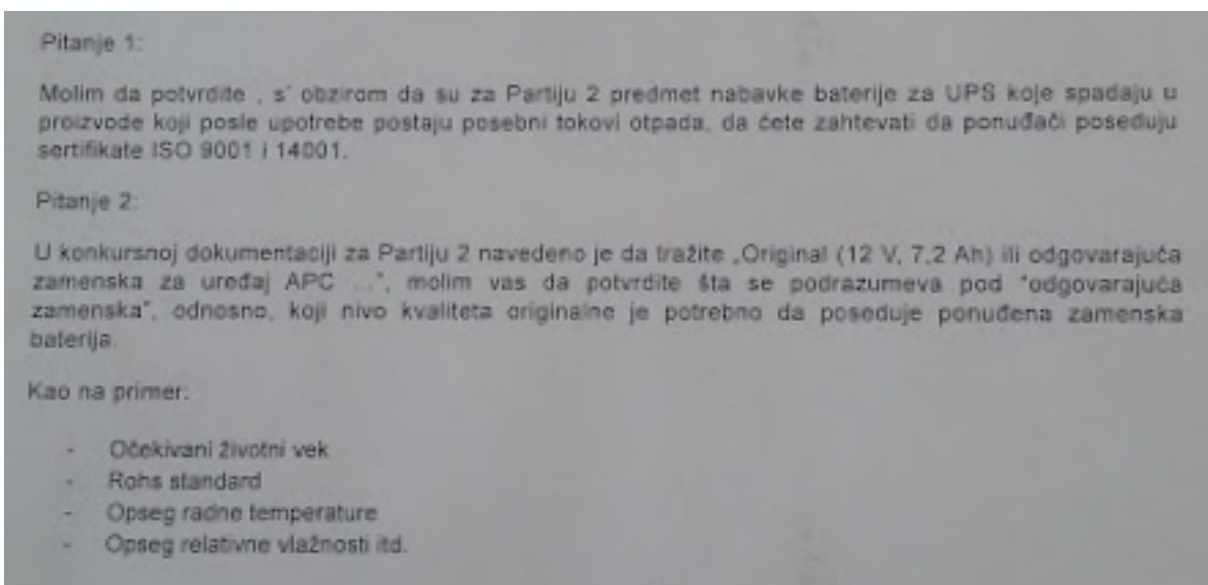 Pitanje 1:
Molim da potvrdite , s' obzirom da su za Partiju 2 predmet nabavke baterije za UPS koje spadaju u
proizvode koji posle upotrebe postaju posebni tokovi otpada, da ćete zahtevati da ponuđači poseduju
sertifikate ISO 9001 i 14001.
Pitanje 2:
U konkursnoj dokumentaciji za Partiju 2 navedeno je da tražite „Original (12 V, 7,2 Ah) ili odgovarajuća
zamenska za uređaj APC ...“, molim vas da potvrdite šta se podrazumeva pod "odgovarajuća
zamenska", odnosno, koji nivo kvaliteta originalne je potrebno da poseduje ponuđena zamenska
baterija.
Kao na primer:
- Očekivani životni vek
- Rohs standard
- Opseg radne temperature
- Opseg relativne vlažnosti itd.